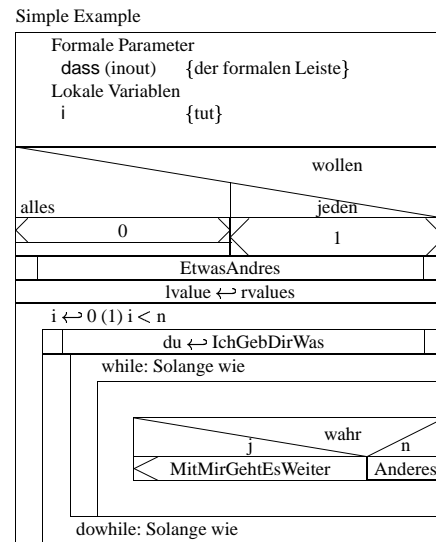 Simple Example
Formale Parameter
dass (inout) {der formalen Leiste}
Lokale Variablen
i {tut}
wollen
alles jeden
0 1
EtwasAndres
lvalue ↩ rvalues
i ↩ 0 (1) i < n
du ↩ IchGebDirWas
while: Solange wie
wahr
j n
MitMirGehtEsWeiter Anderes
dowhile: Solange wie